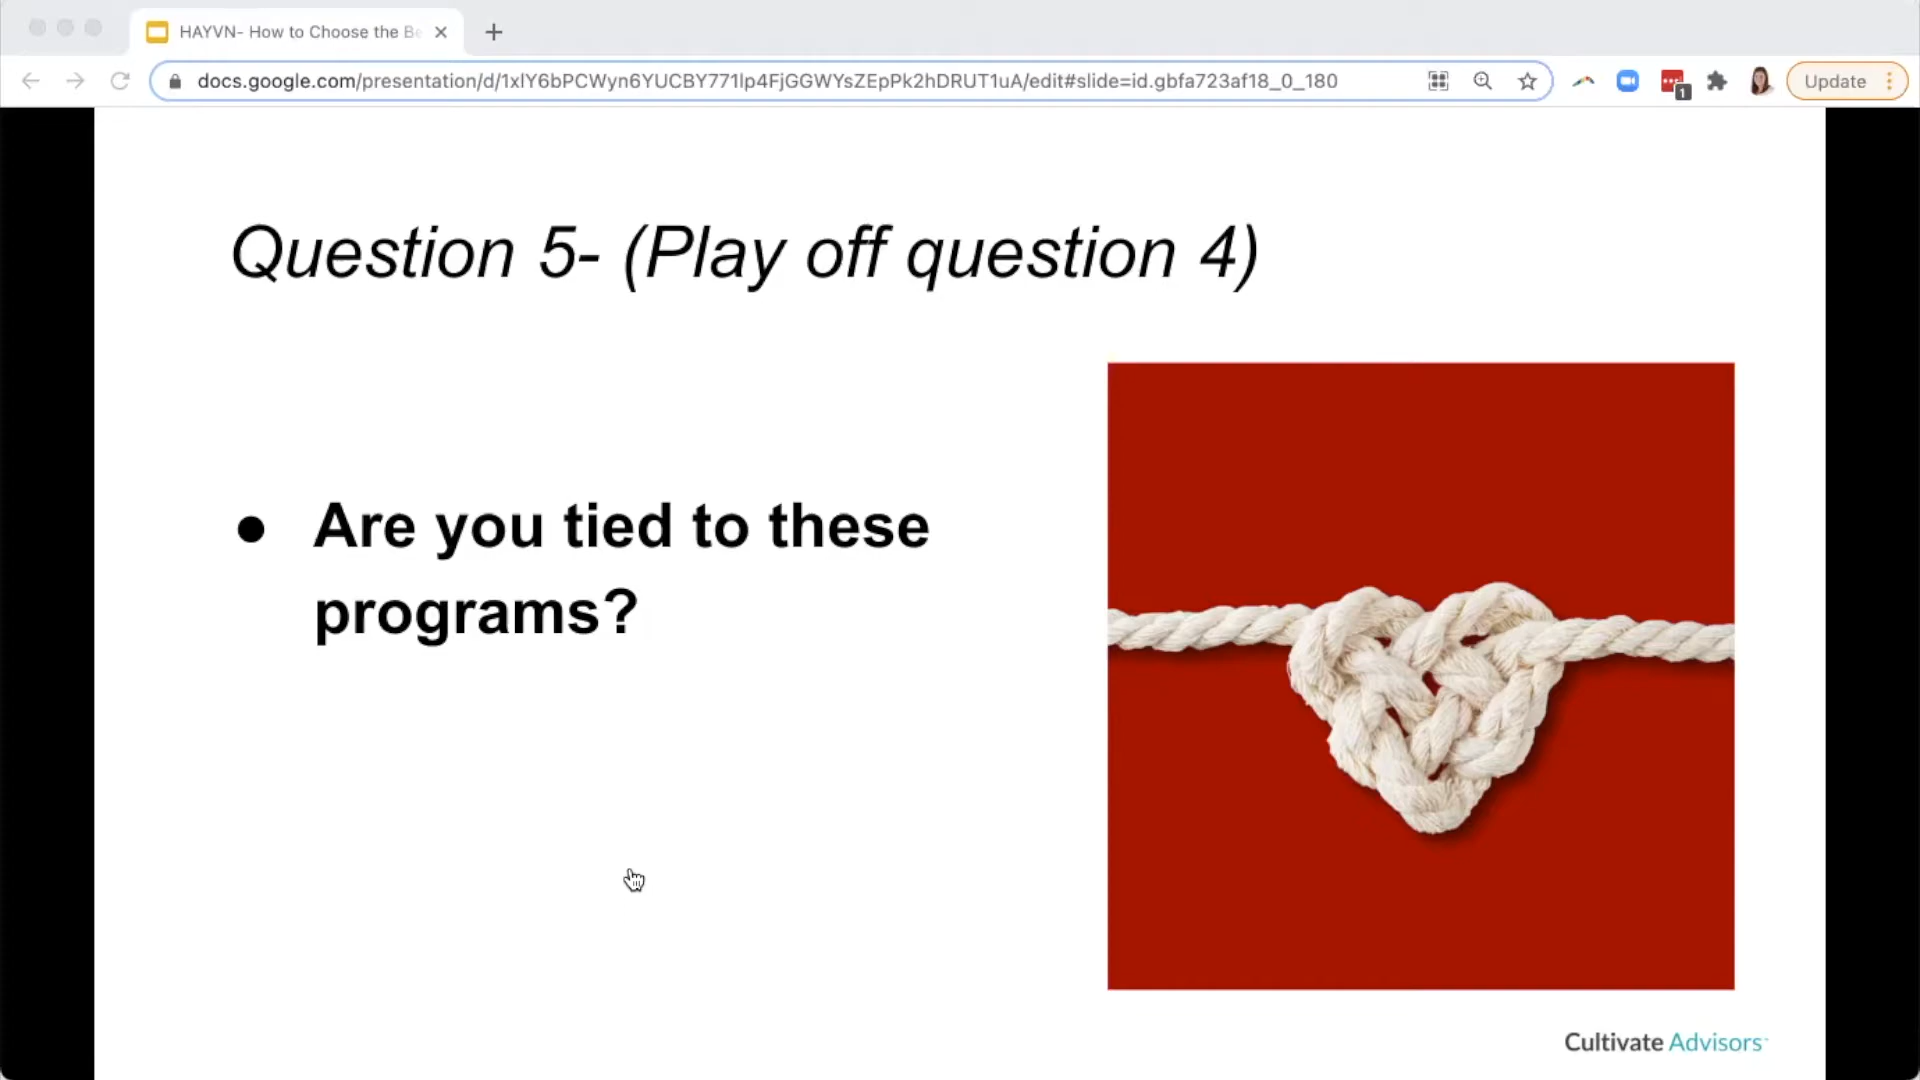 HAYVN- How to Choose the Be
docs.google.com/presentation/d/1xlY6bPCWyn6YUCBY771lp4FjGGWYsZEpPk2hDRUT1uA/edit#slide=id.gbfa723af18_0_180
1
Update
Question 5- (Play off question 4)
● Are you tied to these
programs?
Cultivate Advisors